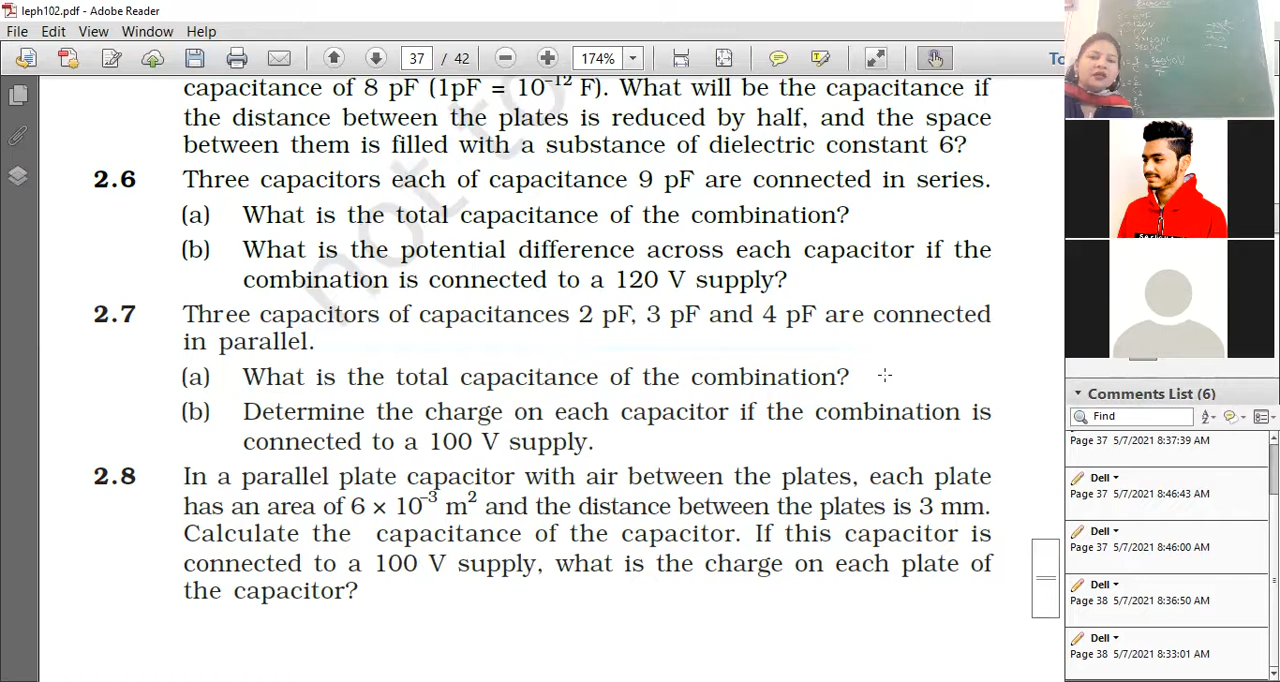 leph102.pdf - Adobe Reader
File Edit View Window Help
37 / 42 174% To
capacitance of 8 pF (1pF = 10⁻¹² F). What will be the capacitance if
the distance between the plates is reduced by half, and the space
between them is filled with a substance of dielectric constant 6?
2.6 Three capacitors each of capacitance 9 pF are connected in series.
(a) What is the total capacitance of the combination?
(b) What is the potential difference across each capacitor if the
combination is connected to a 120 V supply?
2.7 Three capacitors of capacitances 2 pF, 3 pF and 4 pF are connected
in parallel.
(a) What is the total capacitance of the combination?
(b) Determine the charge on each capacitor if the combination is
connected to a 100 V supply.
2.8 In a parallel plate capacitor with air between the plates, each plate
has an area of 6 × 10⁻³ m² and the distance between the plates is 3 mm.
Calculate the capacitance of the capacitor. If this capacitor is
connected to a 100 V supply, what is the charge on each plate of
the capacitor?
not to
Comments List (6)
Find
Page 37 5/7/2021 8:37:39 AM
Dell
Page 37 5/7/2021 8:46:43 AM
Dell
Page 37 5/7/2021 8:46:00 AM
Dell
Page 38 5/7/2021 8:36:50 AM
Dell
Page 38 5/7/2021 8:33:01 AM